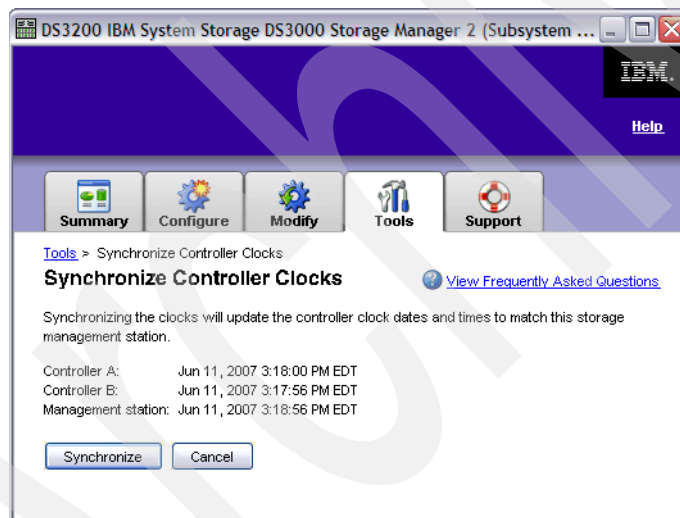 DS3200 IBM System Storage DS3000 Storage Manager 2 (Subsystem ...
IBM.
Help
Summary
Configure
Modify
Tools
Support
Tools > Synchronize Controller Clocks
Synchronize Controller Clocks
View Frequently Asked Questions
Synchronizing the clocks will update the controller clock dates and times to match this storage
management station.
Controller A: Jun 11, 2007 3:18:00 PM EDT
Controller B: Jun 11, 2007 3:17:56 PM EDT
Management station: Jun 11, 2007 3:18:56 PM EDT
Synchronize
Cancel